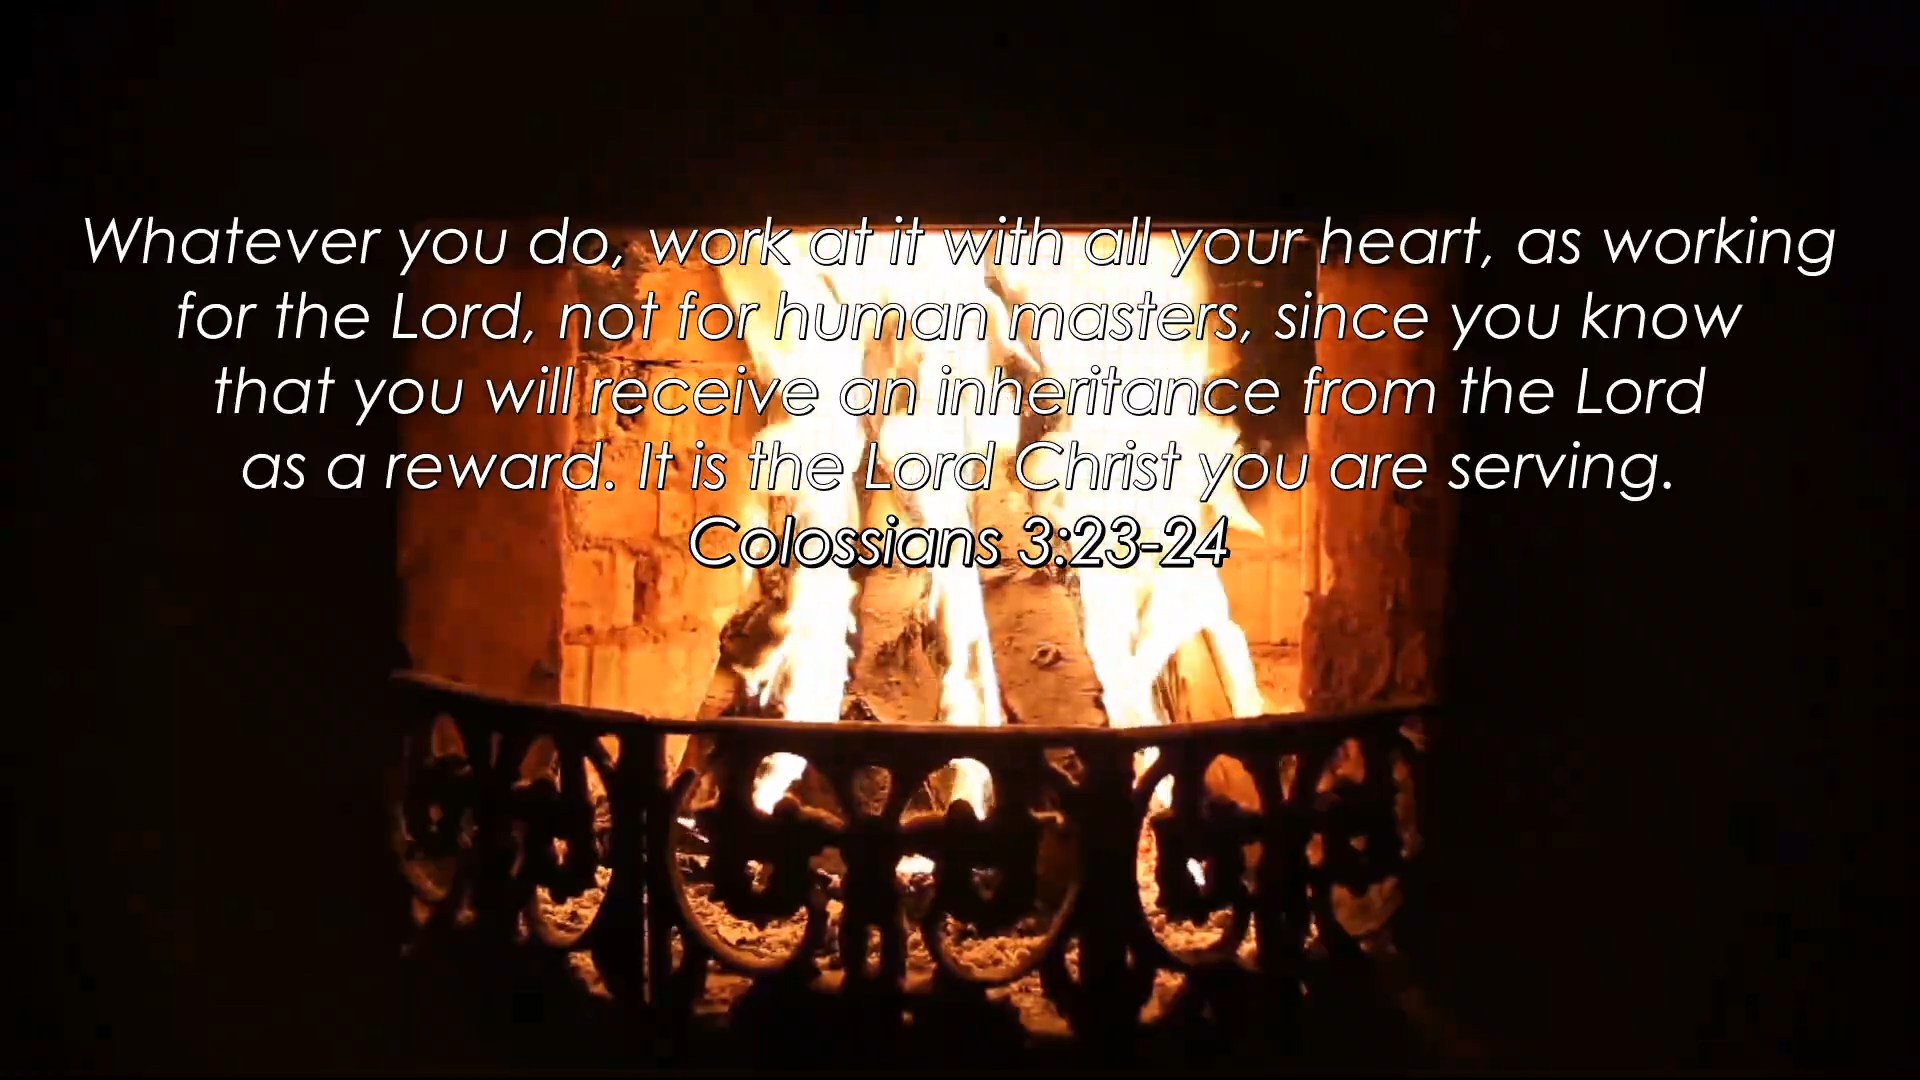 Whatever you do, work at it with all your heart, as working
for the Lord, not for human masters, since you know
that you will receive an inheritance from the Lord
as a reward. It is the Lord Christ you are serving.
Colossians 3:23-24